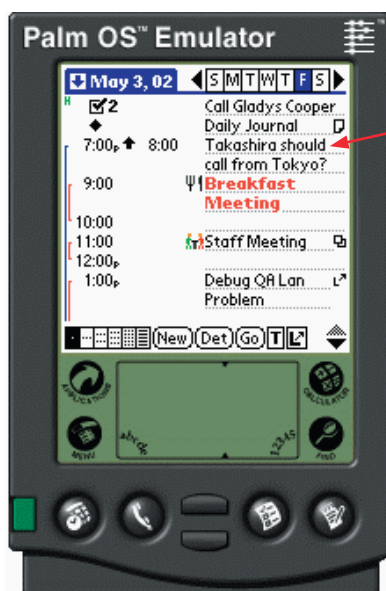 Palm OS™ Emulator
May 3, 02 S M T W T F S
2 Call Gladys Cooper
Daily Journal
7:00p 8:00 Takashira should
call from Tokyo?
9:00 Breakfast
Meeting
10:00
11:00 Staff Meeting
12:00p
1:00p Debug QA Lan
Problem
New Det Go T
APPLICATIONS CALCULATOR
MENU abcde 12345 FIND